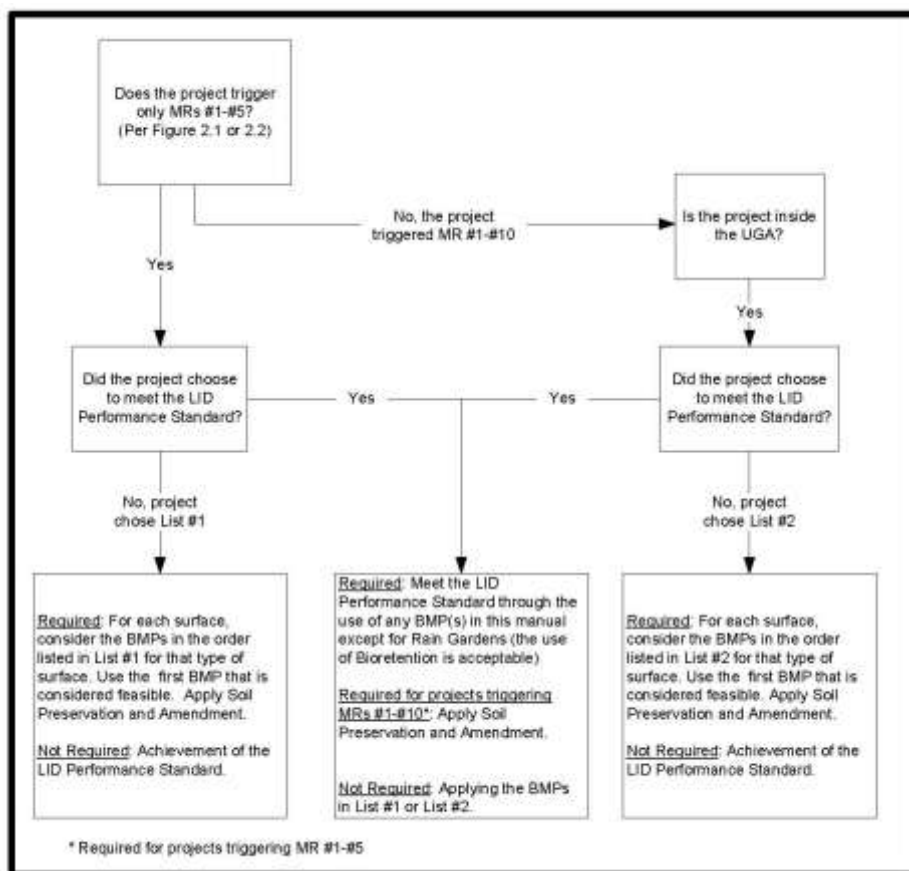 Does the project trigger
only MRs #1-#5?
(Per Figure 2.1 or 2.2)
No, the project
triggered MR #1-#10
Is the project inside
the UGA?
Yes
Yes
Did the project choose
to meet the LID
Performance Standard?
Yes
Yes
Did the project choose
to meet the LID
Performance Standard?
No, project
chose List #1
No, project
chose List #2
Required: For each surface,
consider the BMPs in the order
listed in List #1 for that type of
surface. Use the first BMP that is
considered feasible. Apply Soil
Preservation and Amendment.
Not Required: Achievement of the
LID Performance Standard.
Required: Meet the LID
Performance Standard through the
use of any BMP(s) in this manual
except for Rain Gardens (the use
of Bioretention is acceptable)
Required for projects triggering
MRs #1-#10*: Apply Soil
Preservation and Amendment.
Not Required: Applying the BMPs
in List #1 or List #2.
Required: For each surface,
consider the BMPs in the order
listed in List #2 for that type of
surface. Use the first BMP that is
considered feasible. Apply Soil
Preservation and Amendment.
Not Required: Achievement of the
LID Performance Standard.
* Required for projects triggering MR #1-#5